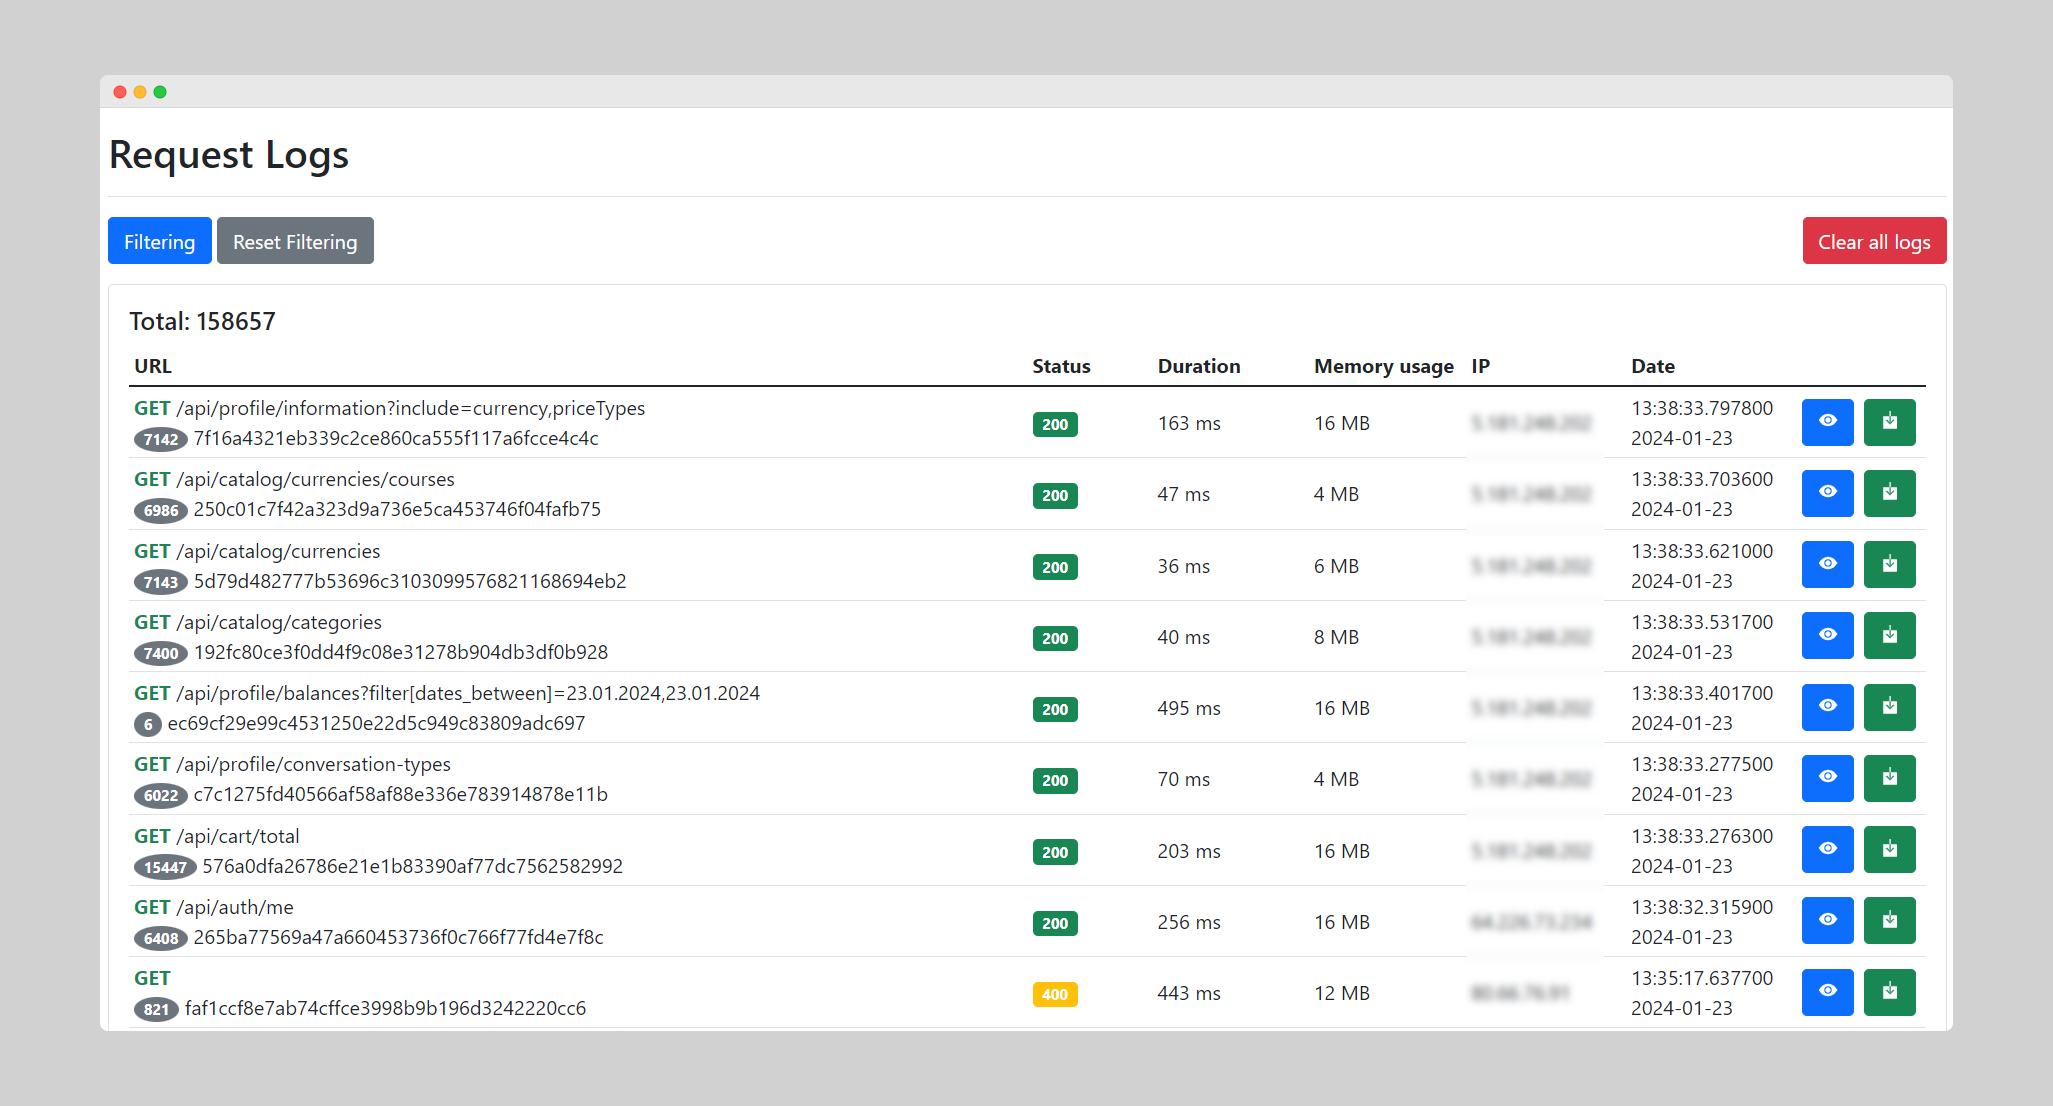 Request Logs
Filtering Reset Filtering Clear all logs
Total: 158657
URL Status Duration Memory usage IP Date
GET /api/profile/information?include=currency,priceTypes
7142 7f16a4321eb339c2ce860ca555f117a6fcce4c4c
200 163 ms 16 MB
13:38:33.797800
2024-01-23
GET /api/catalog/currencies/courses
6986 250c01c7f42a323d9a736e5ca453746f04fafb75
200 47 ms 4 MB
13:38:33.703600
2024-01-23
GET /api/catalog/currencies
7143 5d79d482777b53696c3103099576821168694eb2
200 36 ms 6 MB
13:38:33.621000
2024-01-23
GET /api/catalog/categories
7400 192fc80ce3f0dd4f9c08e31278b904db3df0b928
200 40 ms 8 MB
13:38:33.531700
2024-01-23
GET /api/profile/balances?filter[dates_between]=23.01.2024,23.01.2024
6 ec69cf29e99c4531250e22d5c949c83809adc697
200 495 ms 16 MB
13:38:33.401700
2024-01-23
GET /api/profile/conversation-types
6022 c7c1275fd40566af58af88e336e783914878e11b
200 70 ms 4 MB
13:38:33.277500
2024-01-23
GET /api/cart/total
15447 576a0dfa26786e21e1b83390af77dc7562582992
200 203 ms 16 MB
13:38:33.276300
2024-01-23
GET /api/auth/me
6408 265ba77569a47a660453736f0c766f77fd4e7f8c
200 256 ms 16 MB
13:38:32.315900
2024-01-23
GET
821 faf1ccf8e7ab74cffce3998b9b196d3242220cc6
400 443 ms 12 MB
13:35:17.637700
2024-01-23